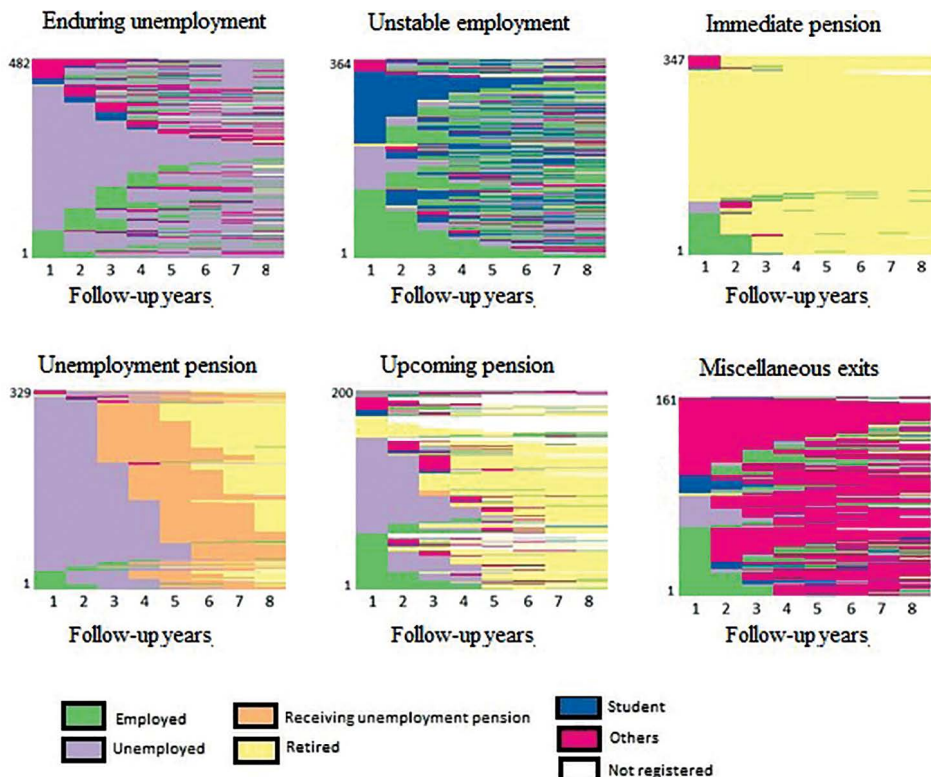 Enduring unemployment
482
1
1 2 3 4 5 6 7 8
Follow-up years
Unstable employment
364
1
1 2 3 4 5 6 7 8
Follow-up years
Immediate pension
347
1
1 2 3 4 5 6 7 8
Follow-up years
Unemployment pension
329
1
1 2 3 4 5 6 7 8
Follow-up years
Upcoming pension
200
1
1 2 3 4 5 6 7 8
Follow-up years
Miscellaneous exits
161
1
1 2 3 4 5 6 7 8
Follow-up years
Employed
Unemployed
Receiving unemployment pension
Retired
Student
Others
Not registered